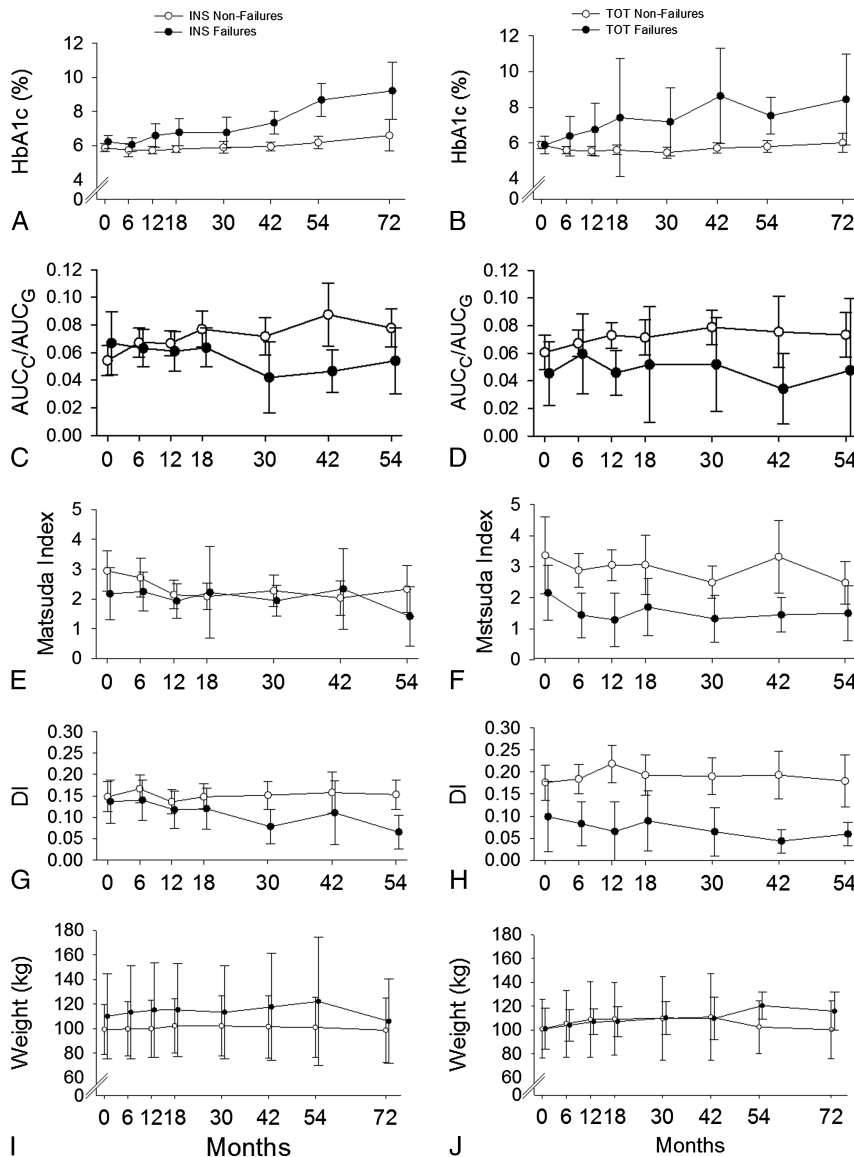 INS Non-Failures
INS Failures
HbA1c (%)
12
10
8
6
4
0
A
0 6 12 18 30 42 54 72
TOT Non-Failures
TOT Failures
HbA1c (%)
12
10
8
6
4
0
B
0 6 12 18 30 42 54 72
AUCC/AUCG
0.12
0.10
0.08
0.06
0.04
0.02
0.00
C
0 6 12 18 30 42 54
AUCC/AUCG
0.12
0.10
0.08
0.06
0.04
0.02
0.00
D
0 6 12 18 30 42 54
Matsuda Index
5
4
3
2
1
0
E
0 6 12 18 30 42 54
Mstsuda Index
5
4
3
2
1
0
F
0 6 12 18 30 42 54
DI
0.30
0.25
0.20
0.15
0.10
0.05
0.00
G
0 6 12 18 30 42 54
DI
0.30
0.25
0.20
0.15
0.10
0.05
0.00
H
0 6 12 18 30 42 54
Weight (kg)
180
160
140
120
100
80
60
0
I
0 6 12 18 30 42 54 72
Months
Weight (kg)
180
160
140
120
100
80
60
0
J
0 6 12 18 30 42 54 72
Months